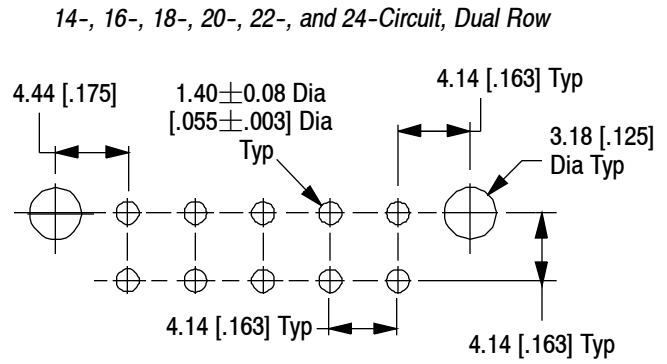 14-, 16-, 18-, 20-, 22-, and 24-Circuit, Dual Row
4.44 [.175]
1.40±0.08 Dia
[.055±.003] Dia
Typ
4.14 [.163] Typ
3.18 [.125]
Dia Typ
4.14 [.163] Typ
4.14 [.163] Typ